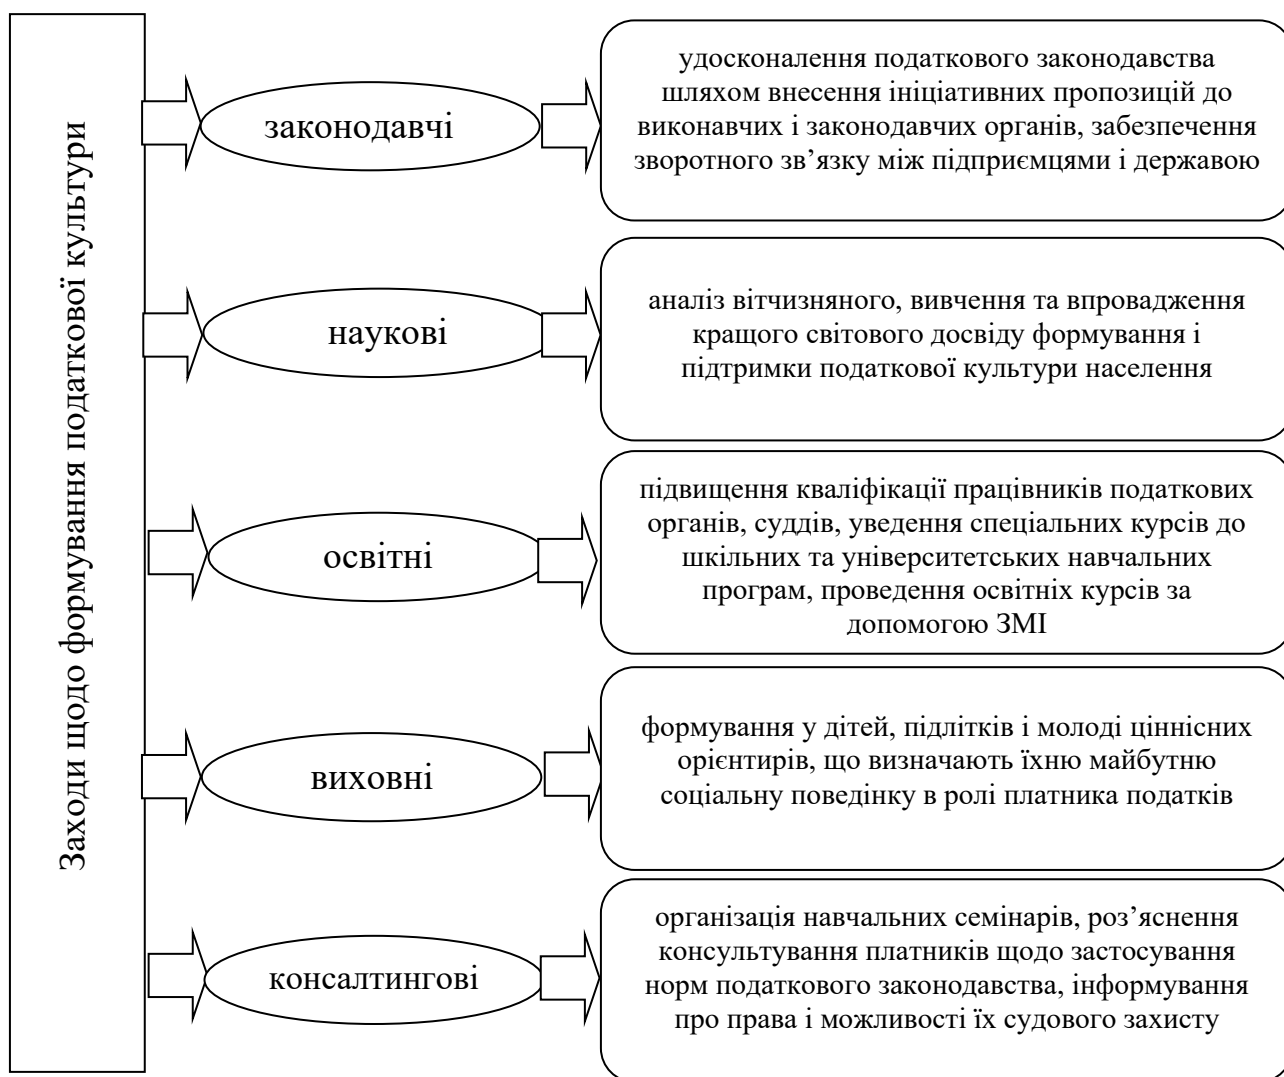 Заходи щодо формування податкової культури
законодавчі
удосконалення податкового законодавства
шляхом внесення ініціативних пропозицій до
виконавчих і законодавчих органів, забезпечення
зворотного зв’язку між підприємцями і державою
наукові
аналіз вітчизняного, вивчення та впровадження
кращого світового досвіду формування і
підтримки податкової культури населення
освітні
підвищення кваліфікації працівників податкових
органів, суддів, уведення спеціальних курсів до
шкільних та університетських навчальних
програм, проведення освітніх курсів за
допомогою ЗМІ
виховні
формування у дітей, підлітків і молоді ціннісних
орієнтирів, що визначають їхню майбутню
соціальну поведінку в ролі платника податків
консалтингові
організація навчальних семінарів, роз’яснення
консультування платників щодо застосування
норм податкового законодавства, інформування
про права і можливості їх судового захисту